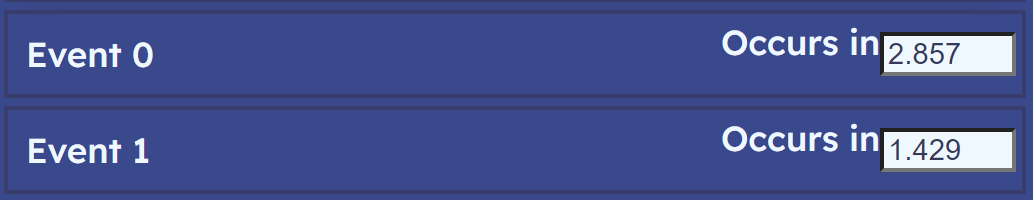 Event 0 Occurs in 2.857
Event 1 Occurs in 1.429